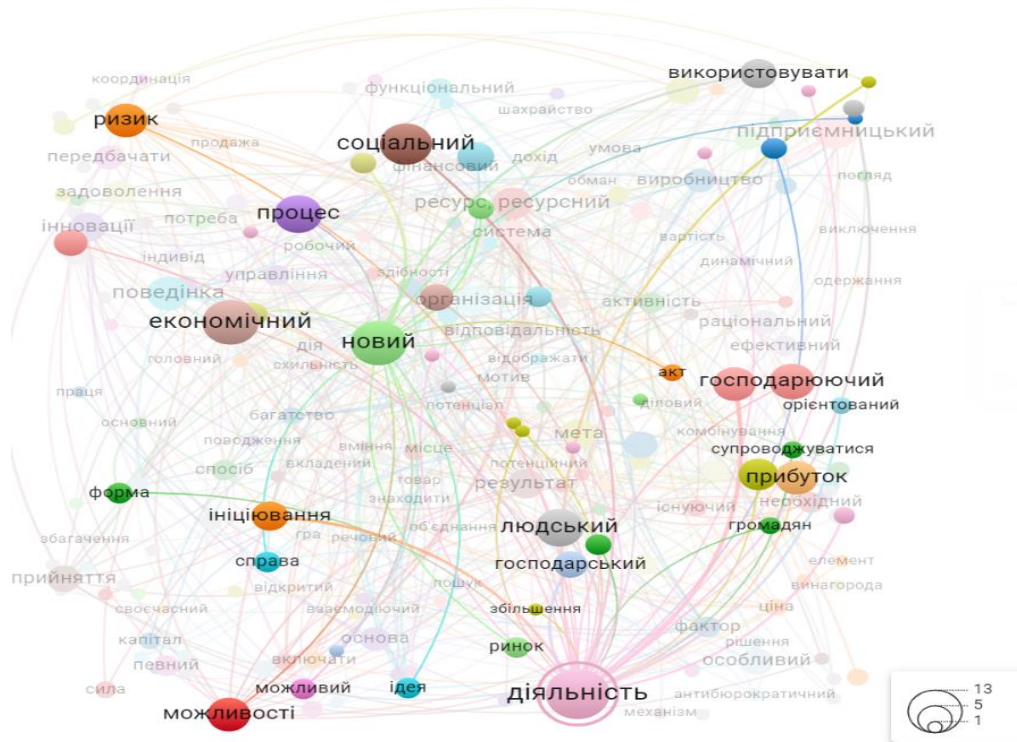 використовувати
координація
функціональний
шахрайство
ризик
підприємницький
соціальний
продажа
умова
передбачати
фінансовий
дохід
погляд
обман
виробництво
задоволення
ресурс, ресурсний
процес
потреба
інновації
система
виключення
робочий
вартість
індивід
динамічний
управління
здібності
одержання
поведінка
організація
активність
економічний
раціональний
відповідальність
новий
дія
ефективний
головний
відображати
схильність
акт
мотив
господарюючий
праця
потенціал
діловий
орієнтований
багатство
основний
комбінування
мета
поводження
вміння
місце
супроводжуватися
вкладений
потенційний
спосіб
товар
прибуток
результат
форма
знаходити
необхідний
існуючий
ініціювання
людський
громадян
об'єднання
гра
речовий
збагачення
справа
господарський
елемент
прийняття
пошук
відкритий
винагорода
своєчасний
взаємодіючий
збільшення
ціна
фактор
капітал
основа
рішення
ринок
певний
включати
особливий
сила
можливий
ідея
діяльність
антибюрократичний
можливості
механізм
13
5
1